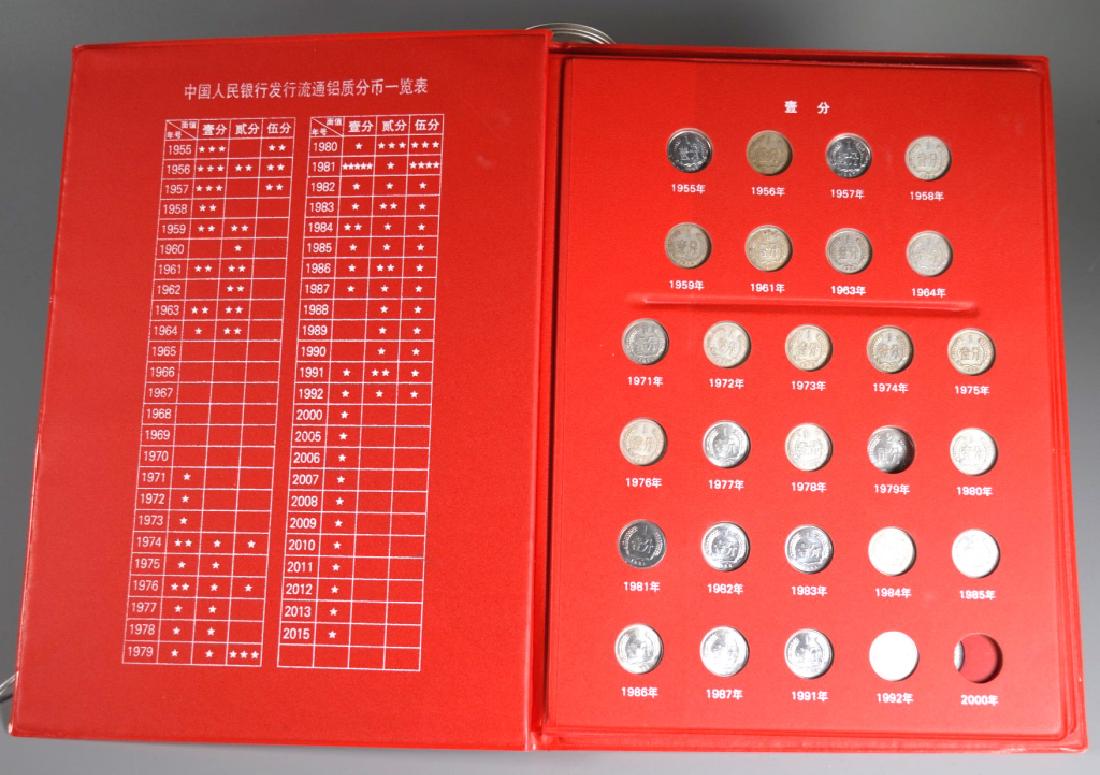 中国人民银行发行流通铝质分币一览表
面值 年号 壹分 贰分 伍分
1955 ★★★ ★★
1956 ★★★ ★★ ★★
1957 ★★★ ★★
1958 ★★
1959 ★★ ★★
1960 ★
1961 ★★ ★★
1962 ★★
1963 ★★ ★★
1964 ★ ★★
1965
1966
1967
1968
1969
1970
1971 ★
1972 ★
1973 ★
1974 ★★ ★ ★
1975 ★ ★
1976 ★★ ★ ★
1977 ★ ★
1978 ★ ★
1979 ★ ★ ★★★
面值 年号 壹分 贰分 伍分
1980 ★ ★★★ ★★★
1981 ★★★★★ ★ ★★★★
1982 ★ ★ ★
1983 ★ ★★ ★
1984 ★★ ★ ★
1985 ★ ★ ★
1986 ★ ★★ ★
1987 ★ ★ ★
1988 ★ ★
1989 ★ ★
1990 ★ ★
1991 ★ ★★ ★
1992 ★ ★ ★
2000 ★
2005 ★
2006 ★
2007 ★
2008 ★
2009 ★
2010 ★
2011 ★
2012 ★
2013 ★
2015 ★
壹 分
1955年 1956年 1957年 1958年
1959年 1961年 1963年 1964年
1971年 1972年 1973年 1974年 1975年
1976年 1977年 1978年 1979年 1980年
1981年 1982年 1983年 1984年 1985年
1986年 1987年 1991年 1992年 2000年